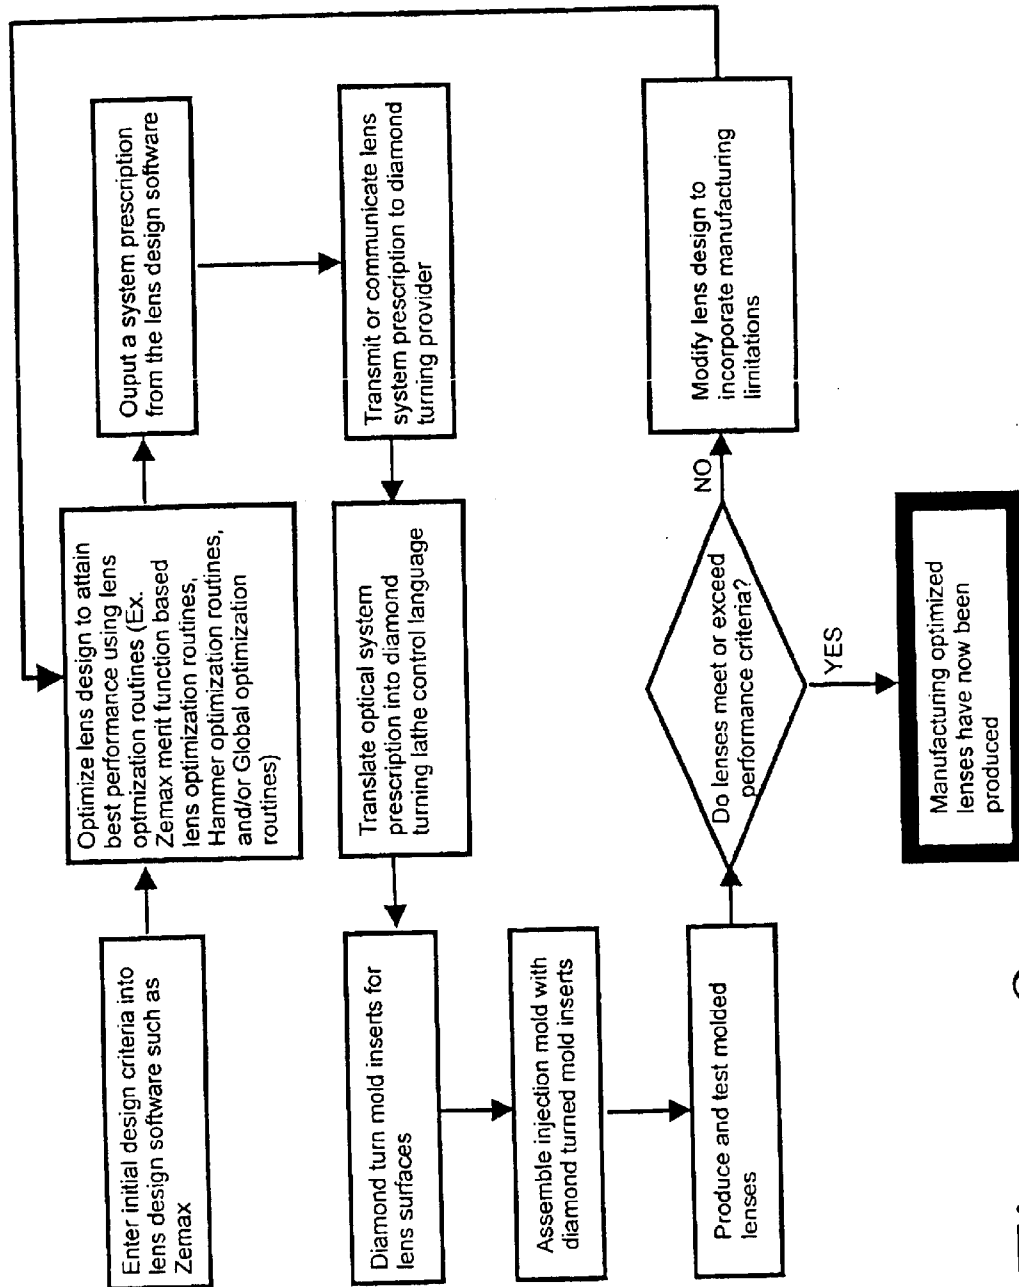 Enter initial design criteria into
lens design software such as
Zemax
Optimize lens design to attain
best performance using lens
optmization routines (Ex.
Zemax merit function based
lens optimization routines,
Hammer optimization routines,
and/or Global optimization
routines)
Ouput a system prescription
from the lens design software
Transmit or communicate lens
system prescription to diamond
turning provider
Translate optical system
prescription into diamond
turning lathe control language
Diamond turn mold inserts for
lens surfaces
Assemble injection mold with
diamond turned mold inserts
Produce and test molded
lenses
Do lenses meet or exceed
performance criteria?
NO
Modify lens design to
incorporate manufacturing
limitations
YES
Manufacturing optimized
lenses have now been
produced